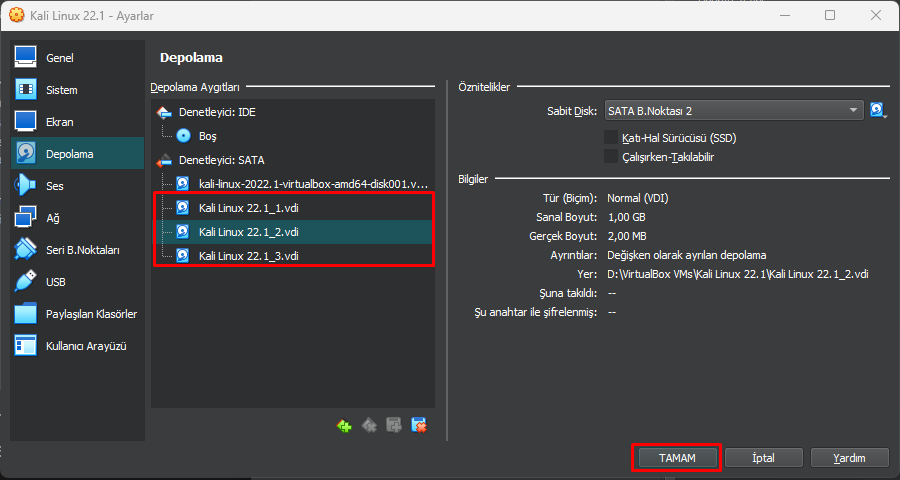 Kali Linux 22.1 - Ayarlar
Genel
Sistem
Ekran
Depolama
Ses
Ağ
Seri B.Noktaları
USB
Paylaşılan Klasörler
Kullanıcı Arayüzü
Depolama
Depolama Aygıtları
Denetleyici: IDE
Boş
Denetleyici: SATA
kali-linux-2022.1-virtualbox-amd64-disk001.v...
Kali Linux 22.1_1.vdi
Kali Linux 22.1_2.vdi
Kali Linux 22.1_3.vdi
Öznitelikler
Sabit Disk: SATA B.Noktası 2
Katı-Hal Sürücüsü (SSD)
Çalışırken-Takılabilir
Bilgiler
Tür (Biçim): Normal (VDI)
Sanal Boyut: 1,00 GB
Gerçek Boyut: 2,00 MB
Ayrıntılar: Değişken olarak ayrılan depolama
Yer: D:\VirtualBox VMs\Kali Linux 22.1\Kali Linux 22.1_2.vdi
Şuna takıldı: --
Şu anahtar ile şifrelenmiş: --
TAMAM
İptal
Yardım